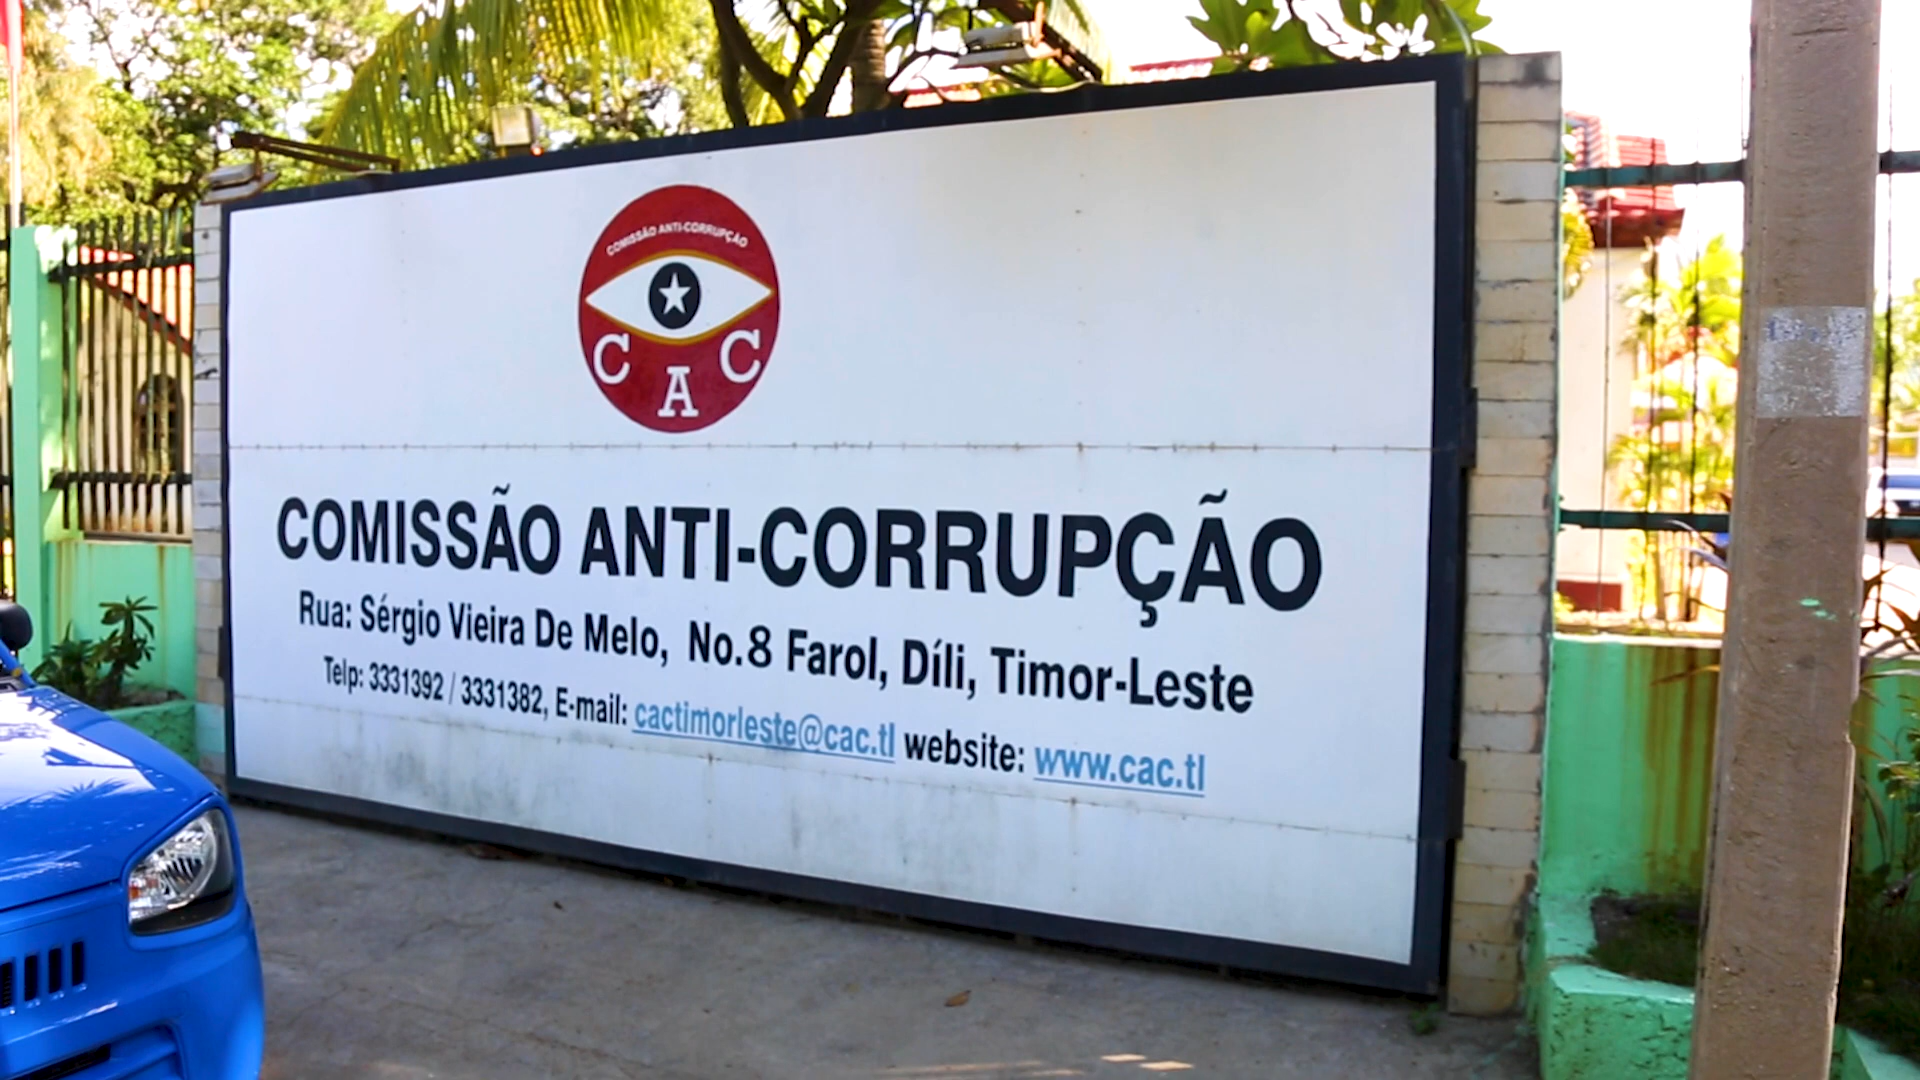 COMISSÃO ANTI-CORRUPÇÃO
C A C
COMISSÃO ANTI-CORRUPÇÃO
Rua: Sérgio Vieira De Melo, No.8 Farol, Díli, Timor-Leste
Telp: 3331392 / 3331382, E-mail: cactimorleste@cac.tl website: www.cac.tl